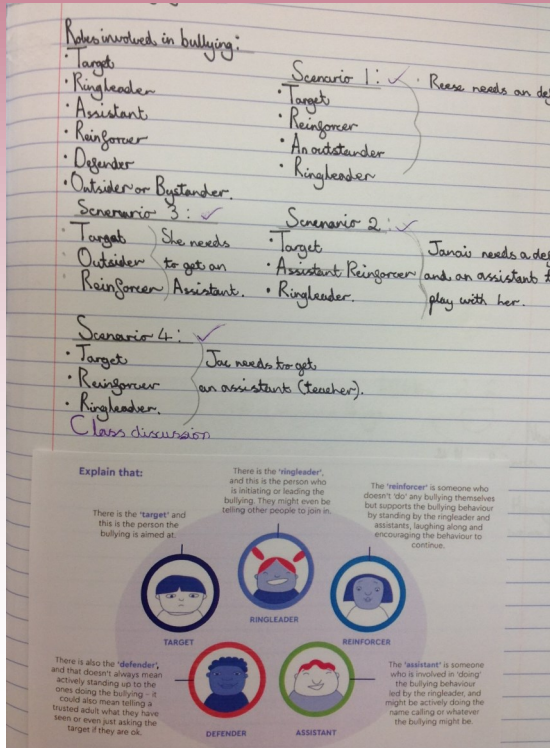 Roles involved in bullying:
• Target
• Ringleader
• Assistant
• Reinforcer
• Defender
• Outsider or Bystander.
Scenario 1: ✓
• Target
• Reinforcer
• An outstander
• Ringleader
• Reese needs an def
Scnerario 3: ✓
• Target
• Outsider
• Reinforcer
She needs
to get an
Assistant.
Scnenario 2: ✓
• Target
• Assistant Reinforcer
• Ringleader.
Janai needs a def
and an assistant t
play with her.
Scenario 4: ✓
• Target
• Reinforcer
• Ringleader.
Jac needs to get
an assistant (teacher).
Class discussion
Explain that:
There is the 'target' and
this is the person the
bullying is aimed at.
There is the 'ringleader',
and this is the person who
is initiating or leading the
bullying. They might even be
telling other people to join in.
The 'reinforcer' is someone who
doesn't 'do' any bullying themselves
but supports the bullying behaviour
by standing by the ringleader and
assistants, laughing along and
encouraging the behaviour to
continue.
TARGET
RINGLEADER
REINFORCER
There is also the 'defender',
and that doesn't always mean
actively standing up to the
ones doing the bullying – it
could also mean telling a
trusted adult what they have
seen or even just asking the
target if they are ok.
DEFENDER
ASSISTANT
The 'assistant' is someone
who is involved in 'doing'
the bullying behaviour
led by the ringleader, and
might be actively doing the
name calling or whatever
the bullying might be.